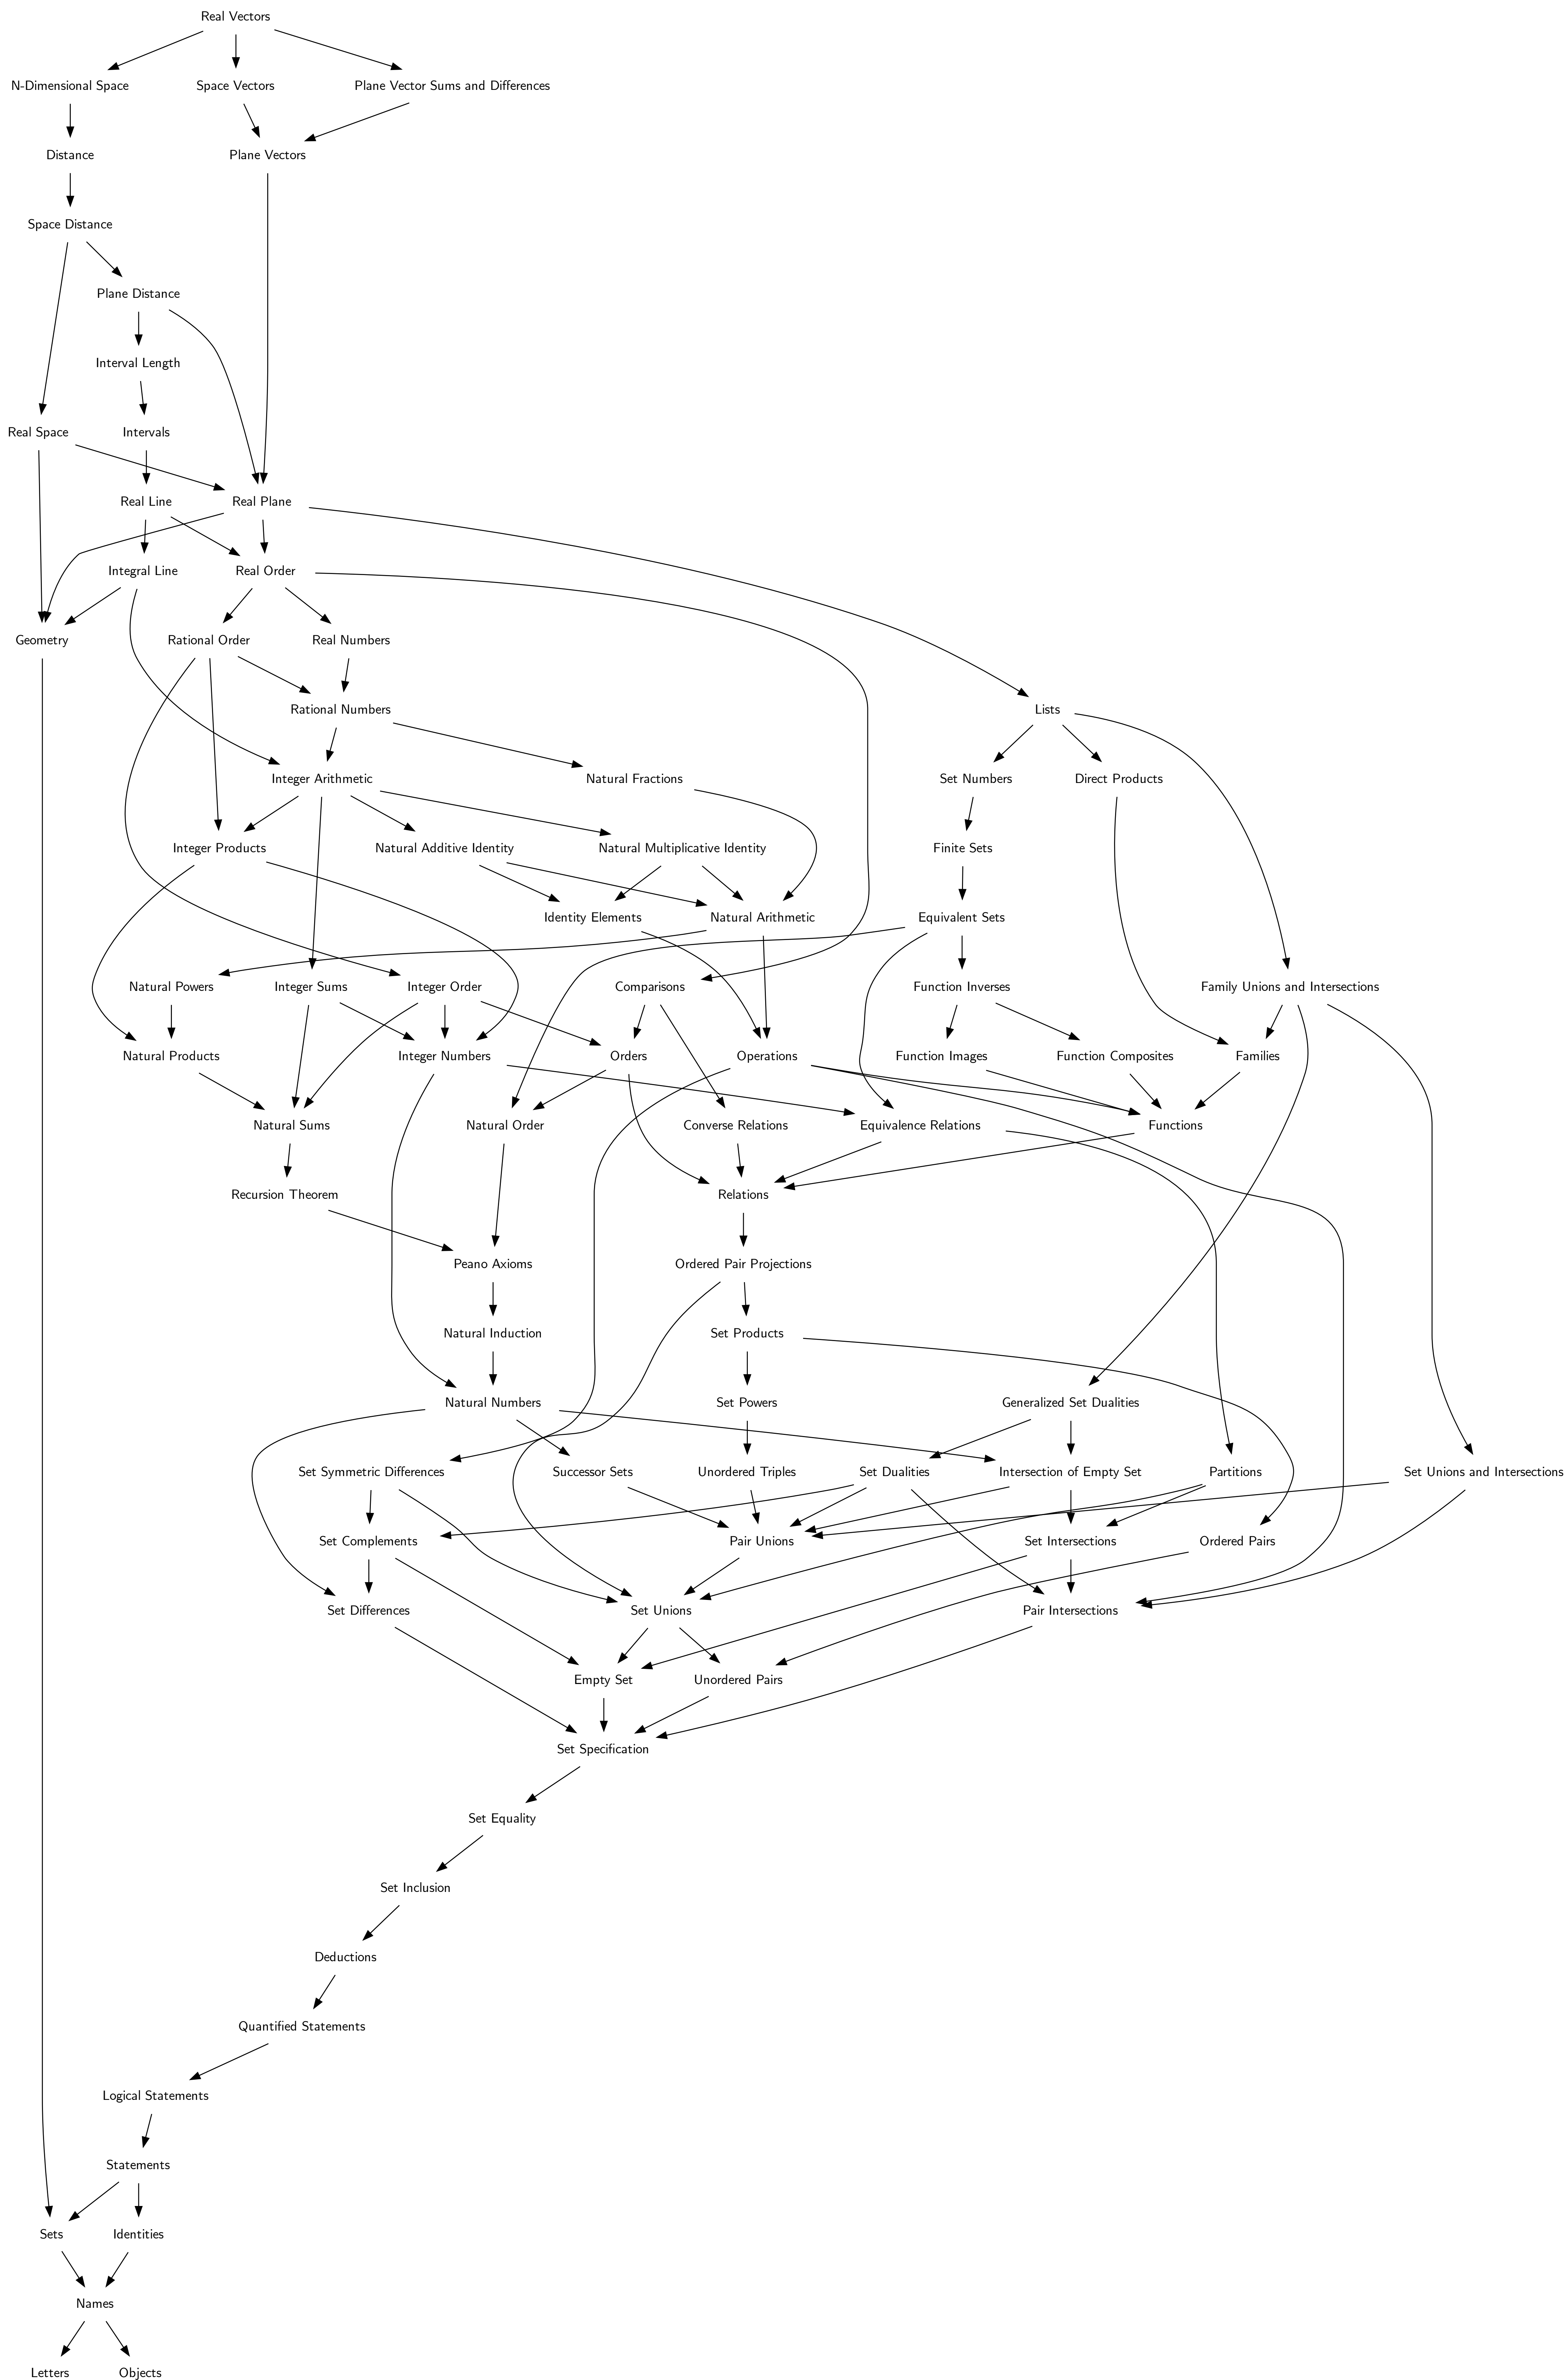 Real Vectors
N-Dimensional Space
Space Vectors
Plane Vector Sums and Differences
Distance
Plane Vectors
Space Distance
Plane Distance
Interval Length
Real Space
Intervals
Real Line
Real Plane
Integral Line
Real Order
Geometry
Rational Order
Real Numbers
Rational Numbers
Lists
Integer Arithmetic
Natural Fractions
Set Numbers
Direct Products
Integer Products
Natural Additive Identity
Natural Multiplicative Identity
Finite Sets
Identity Elements
Natural Arithmetic
Equivalent Sets
Natural Powers
Integer Sums
Integer Order
Comparisons
Function Inverses
Family Unions and Intersections
Natural Products
Integer Numbers
Orders
Operations
Function Images
Function Composites
Families
Natural Sums
Natural Order
Converse Relations
Equivalence Relations
Functions
Recursion Theorem
Relations
Peano Axioms
Ordered Pair Projections
Natural Induction
Set Products
Natural Numbers
Set Powers
Generalized Set Dualities
Set Symmetric Differences
Successor Sets
Unordered Triples
Set Dualities
Intersection of Empty Set
Partitions
Set Unions and Intersections
Set Complements
Pair Unions
Set Intersections
Ordered Pairs
Set Differences
Set Unions
Pair Intersections
Empty Set
Unordered Pairs
Set Specification
Set Equality
Set Inclusion
Deductions
Quantified Statements
Logical Statements
Statements
Sets
Identities
Names
Letters
Objects